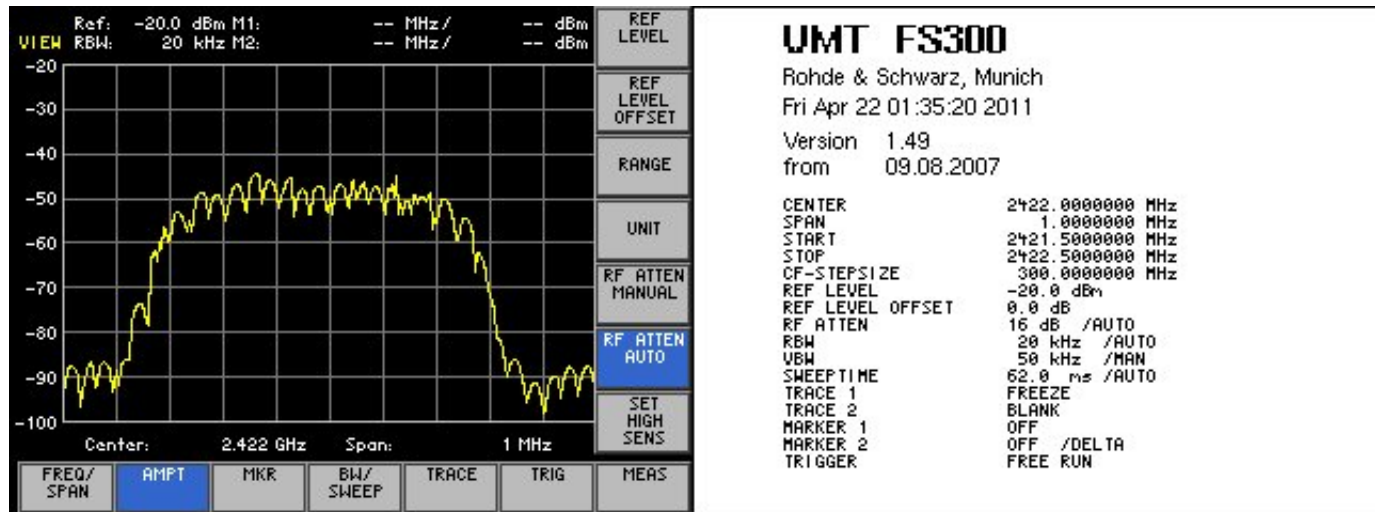 Ref: -20.0 dBm M1: -- MHz/ -- dBm
VIEW RBW: 20 kHz M2: -- MHz/ -- dBm
-20
-30
-40
-50
-60
-70
-80
-90
-100
Center: 2.422 GHz Span: 1 MHz
REF
LEVEL
REF
LEVEL
OFFSET
RANGE
UNIT
RF ATTEN
MANUAL
RF ATTEN
AUTO
SET
HIGH
SENS
FREQ/
SPAN
AMPT
MKR
BW/
SWEEP
TRACE
TRIG
MEAS
UMT FS300
Rohde & Schwarz, Munich
Fri Apr 22 01:35:20 2011
Version 1.49
from 09.08.2007
CENTER 2422.0000000 MHz
SPAN 1.0000000 MHz
START 2421.5000000 MHz
STOP 2422.5000000 MHz
CF-STEPSIZE 300.0000000 MHz
REF LEVEL -20.0 dBm
REF LEVEL OFFSET 0.0 dB
RF ATTEN 16 dB /AUTO
RBW 20 kHz /AUTO
VBW 50 kHz /MAN
SWEEPTIME 62.0 ms /AUTO
TRACE 1 FREEZE
TRACE 2 BLANK
MARKER 1 OFF
MARKER 2 OFF /DELTA
TRIGGER FREE RUN